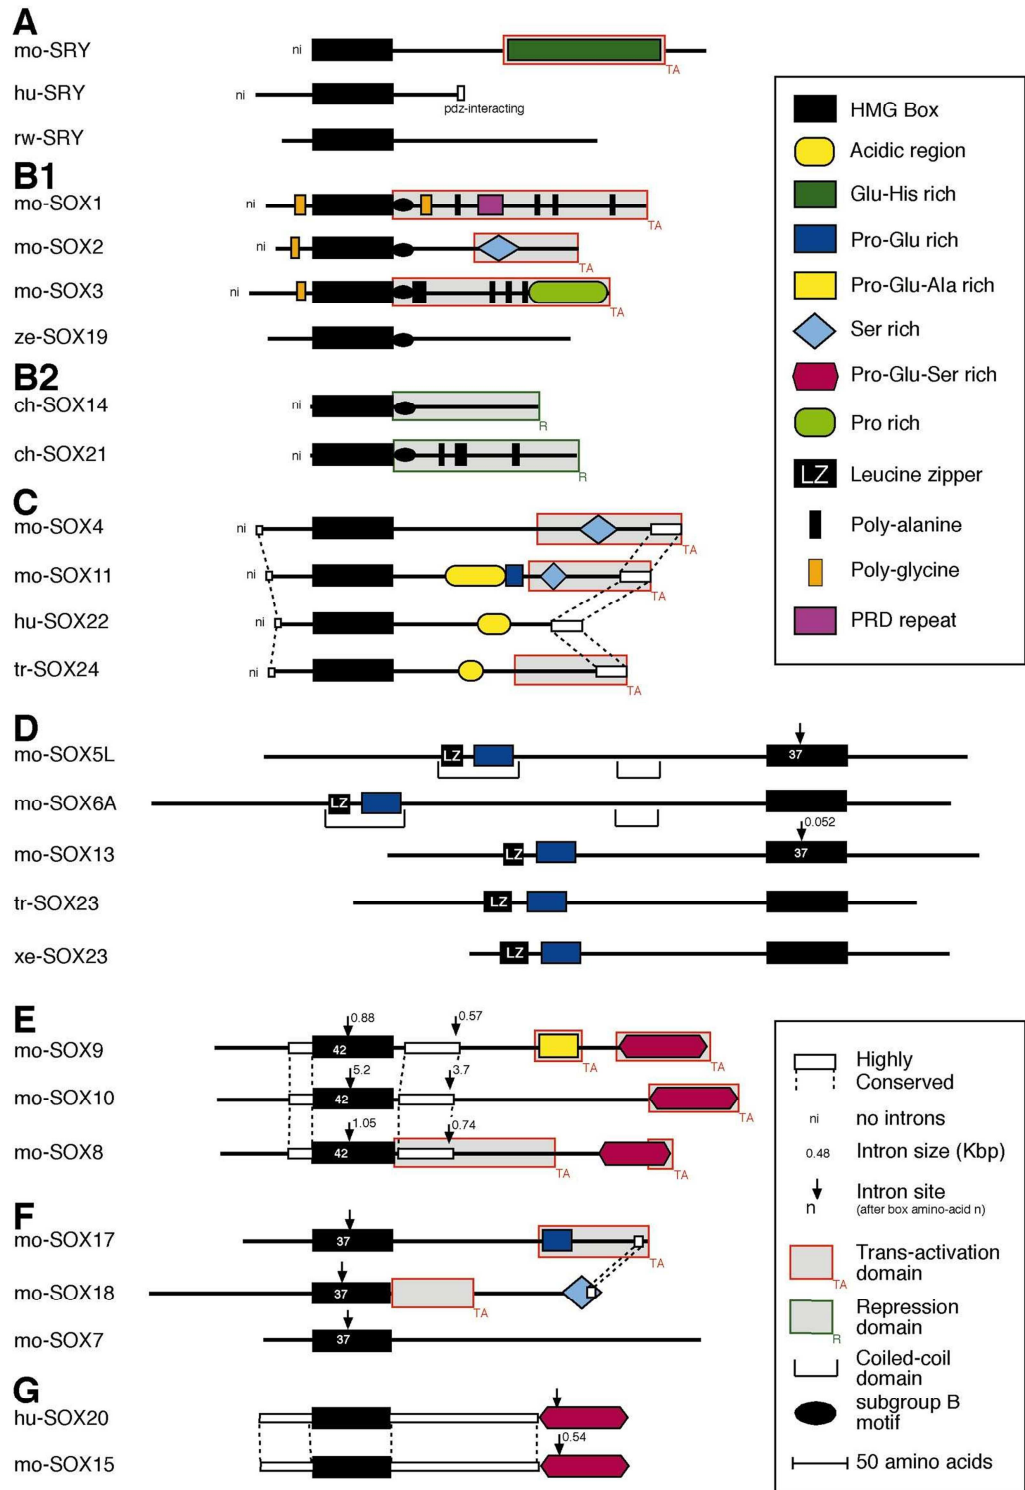 A
mo-SRY
ni
TA
hu-SRY
ni
pdz-interacting
rw-SRY
B1
mo-SOX1
ni
TA
mo-SOX2
ni
TA
mo-SOX3
ni
TA
ze-SOX19
B2
ch-SOX14
ni
R
ch-SOX21
ni
R
C
mo-SOX4
ni
TA
mo-SOX11
ni
TA
hu-SOX22
ni
tr-SOX24
ni
TA
HMG Box
Acidic region
Glu-His rich
Pro-Glu rich
Pro-Glu-Ala rich
Ser rich
Pro-Glu-Ser rich
Pro rich
LZ Leucine zipper
Poly-alanine
Poly-glycine
PRD repeat
D
mo-SOX5L
LZ
37
mo-SOX6A
LZ
0.052
mo-SOX13
LZ
37
tr-SOX23
LZ
xe-SOX23
LZ
E
0.88
0.57
mo-SOX9
42
TA
TA
5.2
3.7
mo-SOX10
42
TA
1.05
0.74
mo-SOX8
42
TA
TA
F
mo-SOX17
37
TA
mo-SOX18
37
TA
mo-SOX7
37
G
hu-SOX20
0.54
mo-SOX15
Highly
Conserved
ni no introns
0.48 Intron size (Kbp)
Intron site
n (after box amino-acid n)
Trans-activation
domain
TA
Repression
domain
R
Coiled-coil
domain
subgroup B
motif
50 amino acids